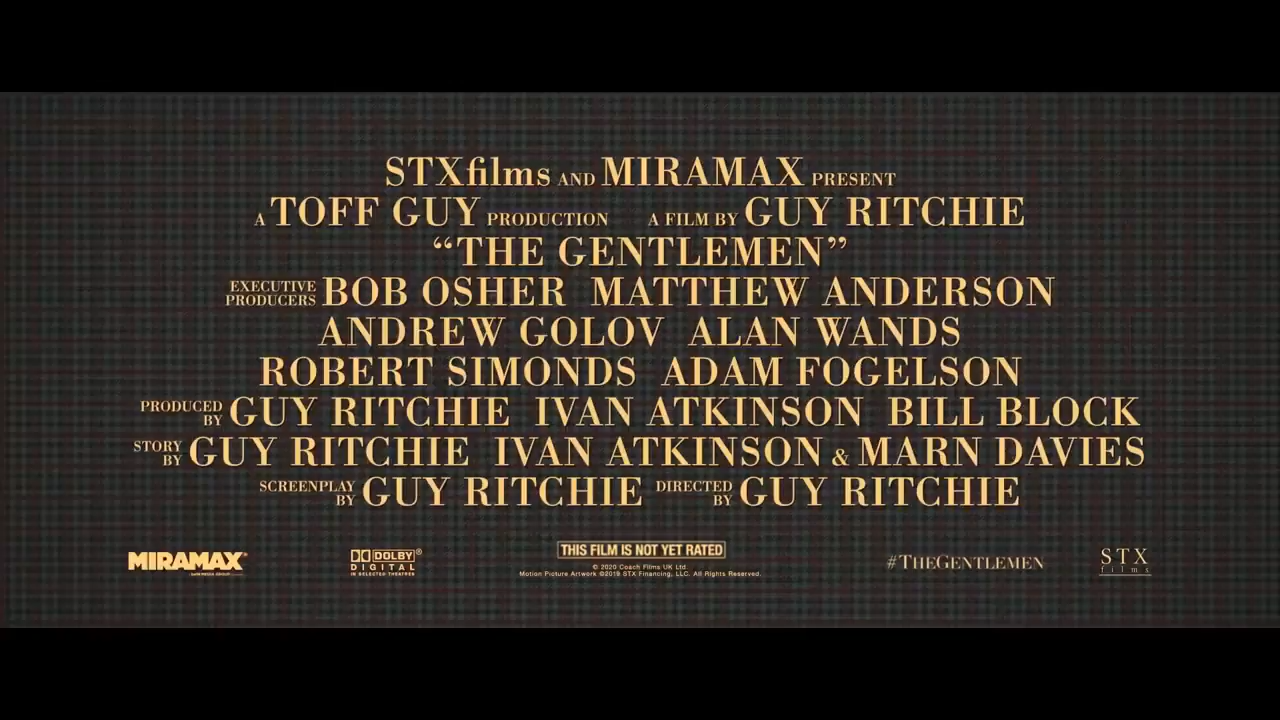 STXfilms AND MIRAMAX PRESENT
A TOFF GUY PRODUCTION A FILM BY GUY RITCHIE
“THE GENTLEMEN”
EXECUTIVE PRODUCERS BOB OSHER MATTHEW ANDERSON
ANDREW GOLOV ALAN WANDS
ROBERT SIMONDS ADAM FOGELSON
PRODUCED BY GUY RITCHIE IVAN ATKINSON BILL BLOCK
STORY BY GUY RITCHIE IVAN ATKINSON & MARN DAVIES
SCREENPLAY BY GUY RITCHIE DIRECTED BY GUY RITCHIE
MIRAMAX
DOLBY®
DIGITAL
IN SELECTED THEATRES
THIS FILM IS NOT YET RATED
© 2020 Coach Films UK Ltd.
Motion Picture Artwork ©2019 STX Financing, LLC. All Rights Reserved.
#THEGENTLEMEN
STX
films